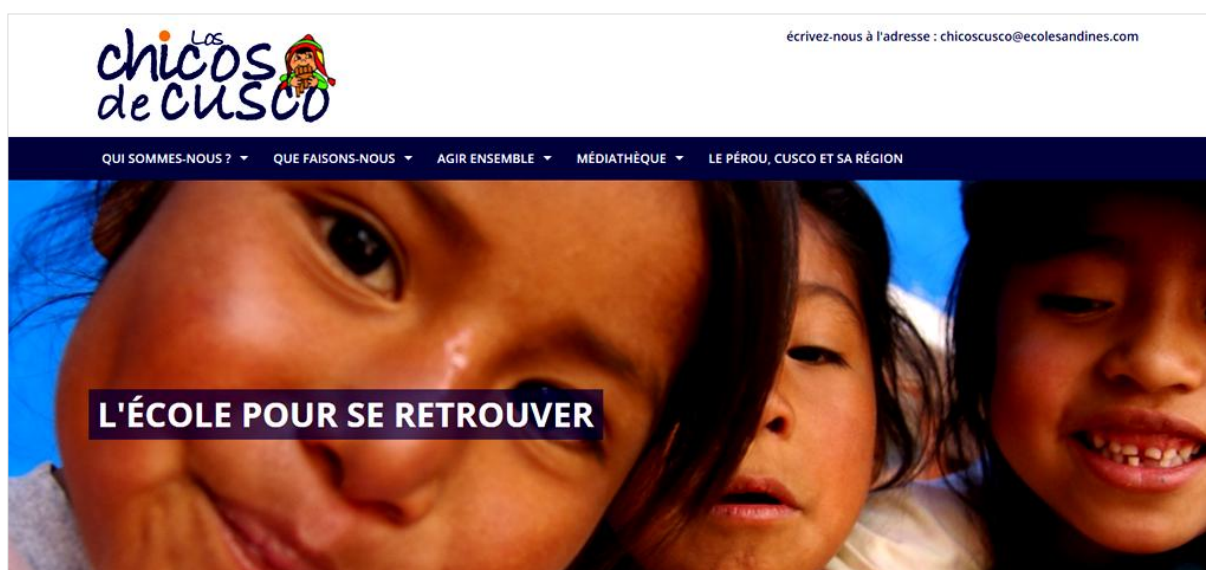 Los
chicos
de cusco
écrivez-nous à l'adresse : chicoscusco@ecolesandines.com
QUI SOMMES-NOUS ? QUE FAISONS-NOUS AGIR ENSEMBLE MÉDIATHÈQUE LE PÉROU, CUSCO ET SA RÉGION
L'ÉCOLE POUR SE RETROUVER